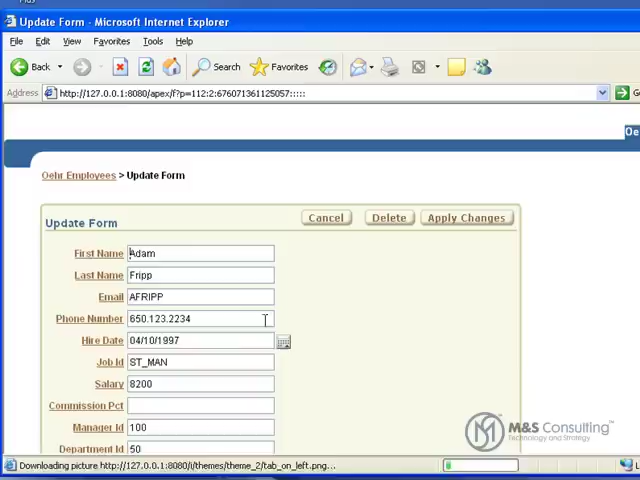 Update Form - Microsoft Internet Explorer
File Edit View Favorites Tools Help
Back Search Favorites
Address http://127.0.0.1:8080/apex/f?p=112:2:676071361125057:::::
Oe
Oehr Employees > Update Form
Update Form Cancel Delete Apply Changes
First Name Adam
Last Name Fripp
Email AFRIPP
Phone Number 650.123.2234
Hire Date 04/10/1997
Job Id ST_MAN
Salary 8200
Commission Pct
Manager Id 100
Department Id 50
M&S Consulting™
Technology and Strategy
Downloading picture http://127.0.0.1:8080/i/themes/theme_2/tab_on_left.png...